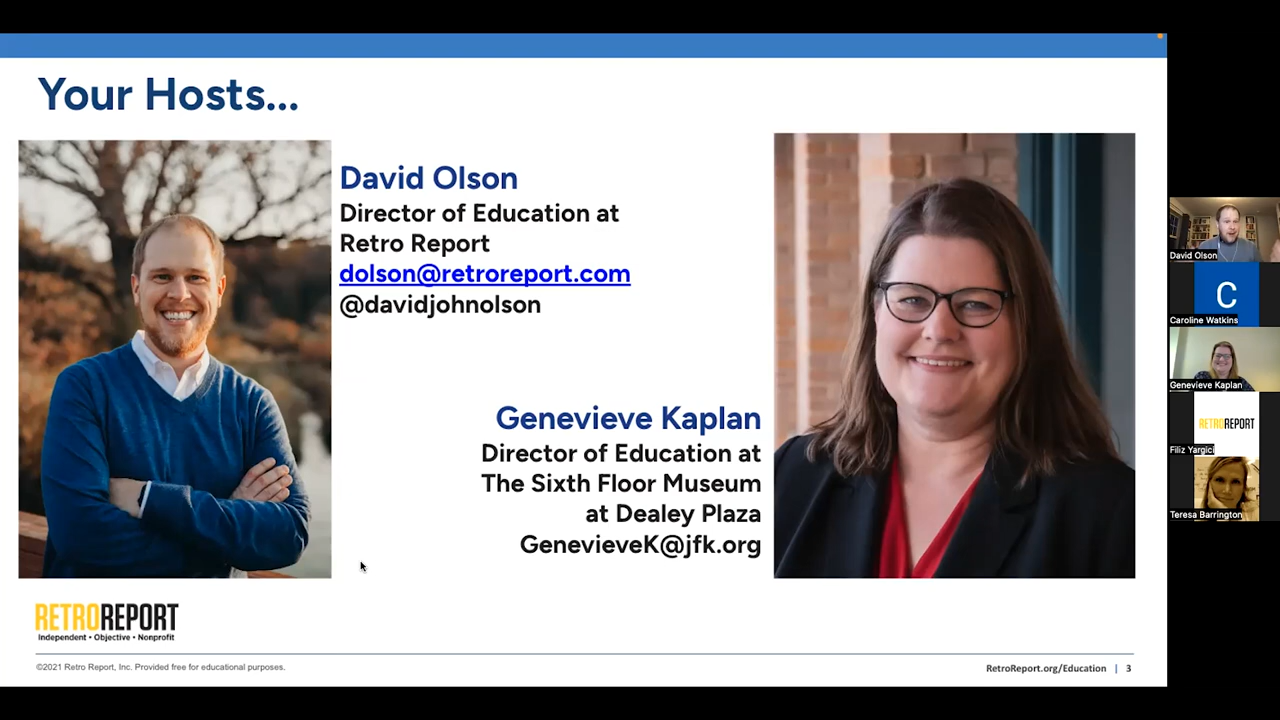 Your Hosts...
David Olson
Director of Education at
Retro Report
dolson@retroreport.com
@davidjohnolson
Genevieve Kaplan
Director of Education at
The Sixth Floor Museum
at Dealey Plaza
GenevieveK@jfk.org
RETROREPORT
Independent • Objective • Nonprofit
©2021 Retro Report, Inc. Provided free for educational purposes.
RetroReport.org/Education | 3
David Olson
C
Caroline Watkins
Genevieve Kaplan
RETROREPORT
Filiz Yargici
Teresa Barrington